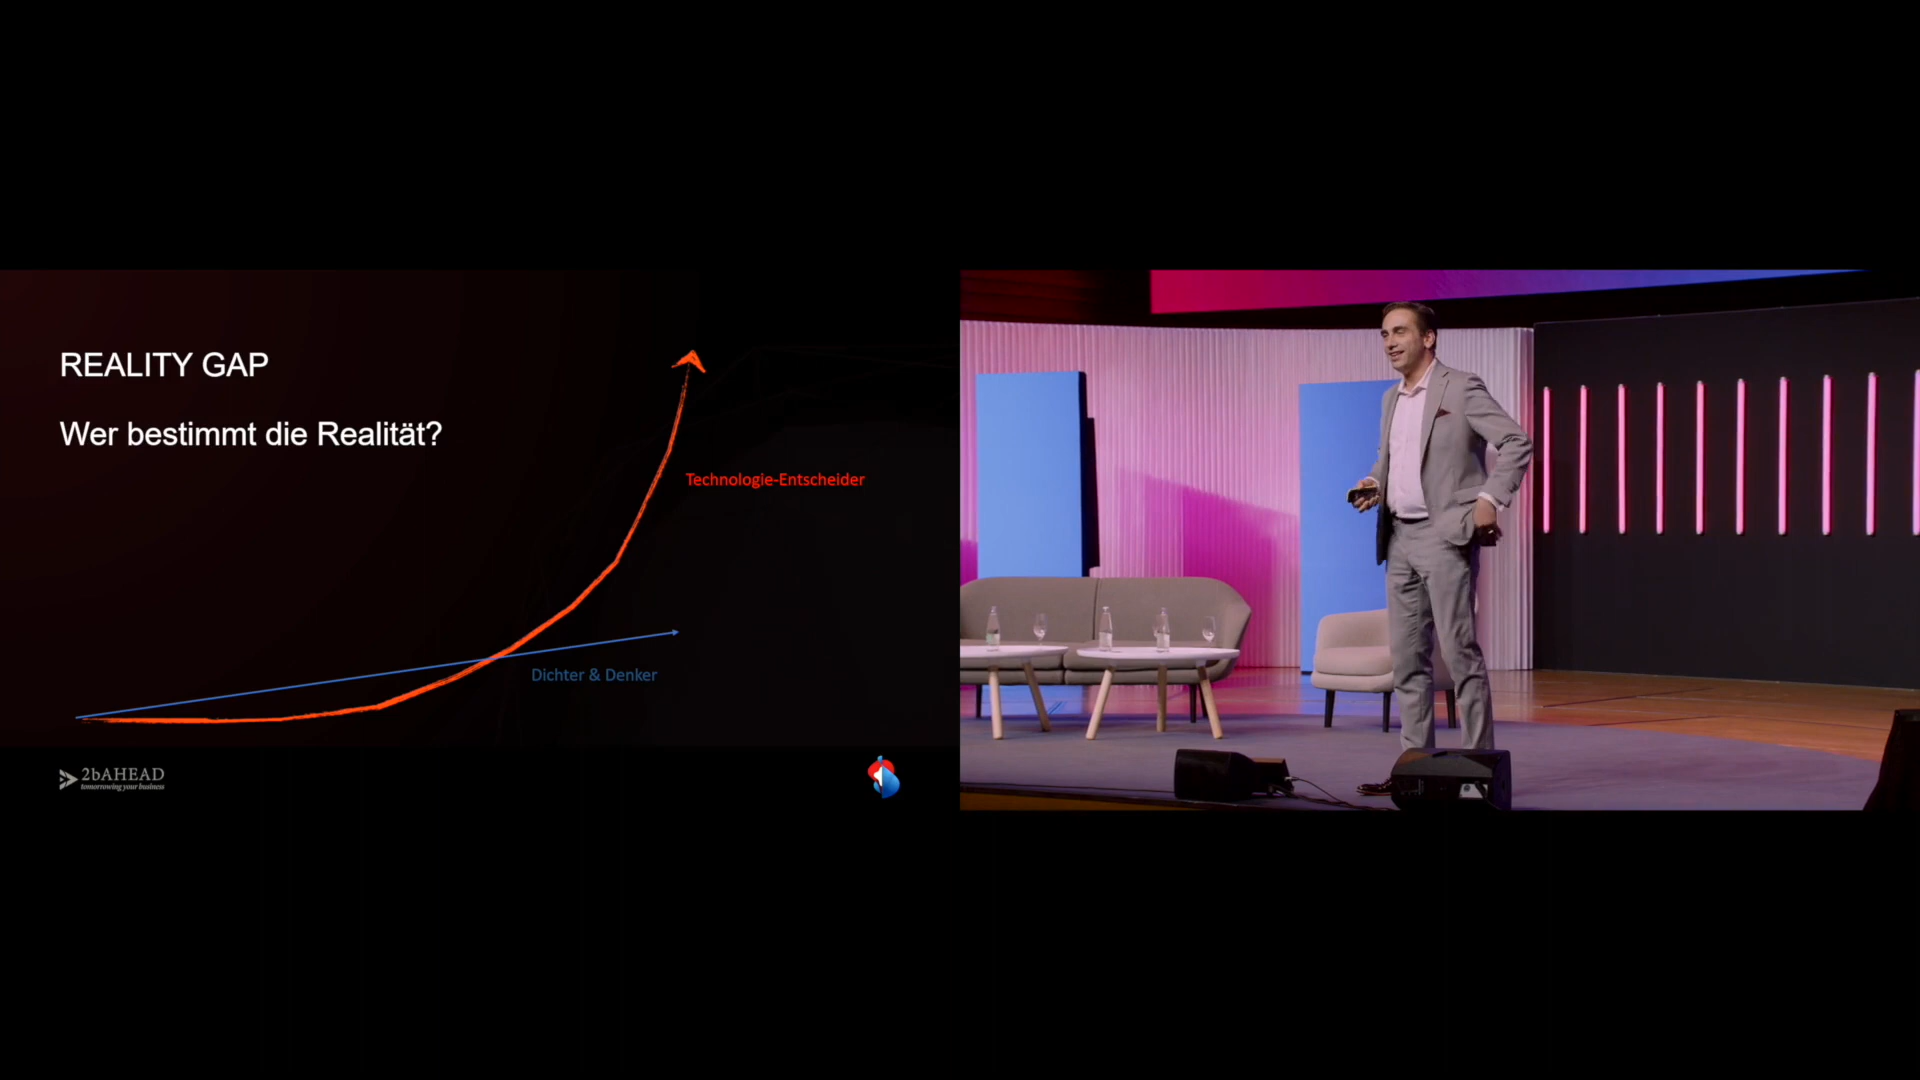 REALITY GAP
Wer bestimmt die Realität?
Technologie-Entscheider
Dichter & Denker
2bAHEAD
tomorrowing your business